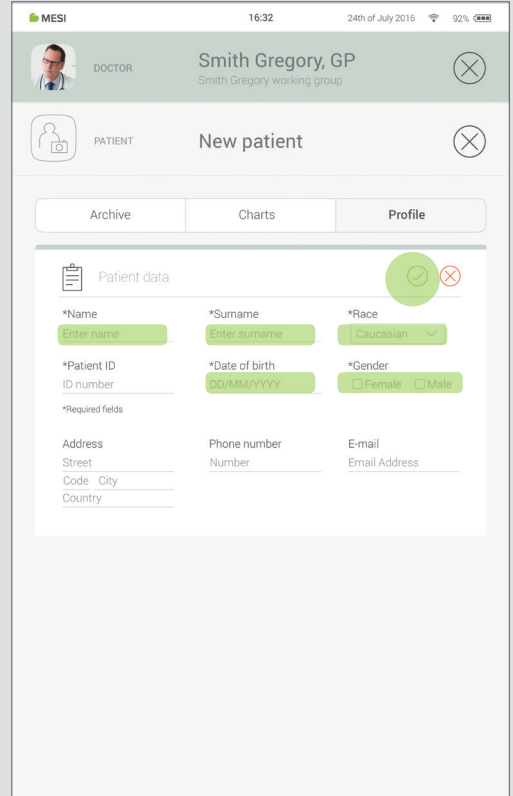 MESI 16:32 24th of July 2016 92%
DOCTOR Smith Gregory, GP
Smith Gregory working group
PATIENT New patient
Archive Charts Profile
Patient data
*Name *Surname *Race
Enter name Enter surname Caucasian
*Patient ID *Date of birth *Gender
ID number DD/MM/YYYY Female Male
*Required fields
Address Phone number E-mail
Street Number Email Address
Code City
Country